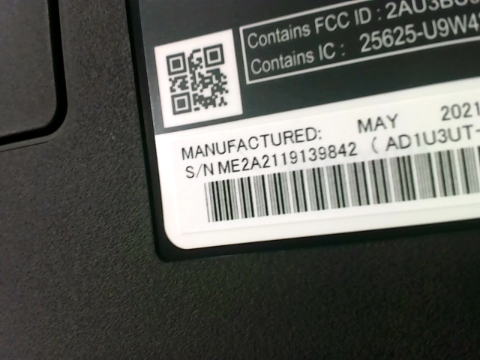 Contains FCC ID : 2AU3B
Contains IC : 25625-U9W4
MANUFACTURED: MAY 2021
S/N ME2A2119139842 ( AD1U3UT-